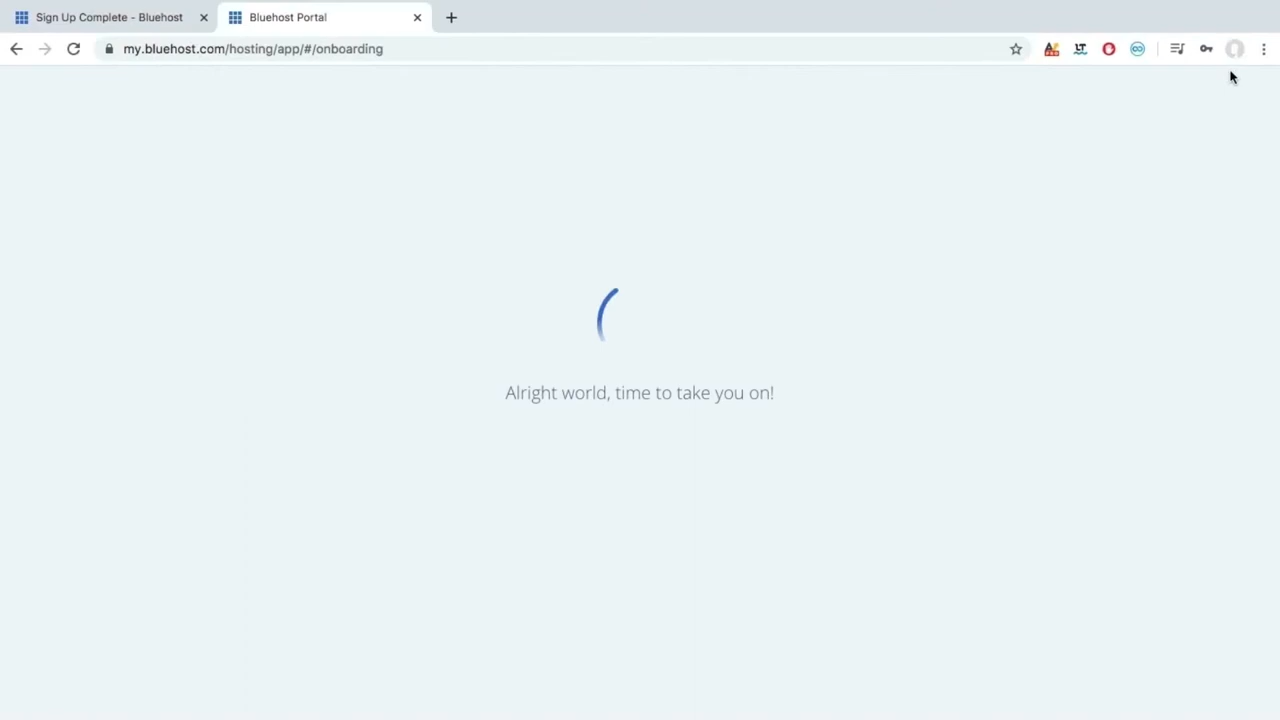 Sign Up Complete - Bluehost
Bluehost Portal
my.bluehost.com/hosting/app/#/onboarding
LT
Alright world, time to take you on!